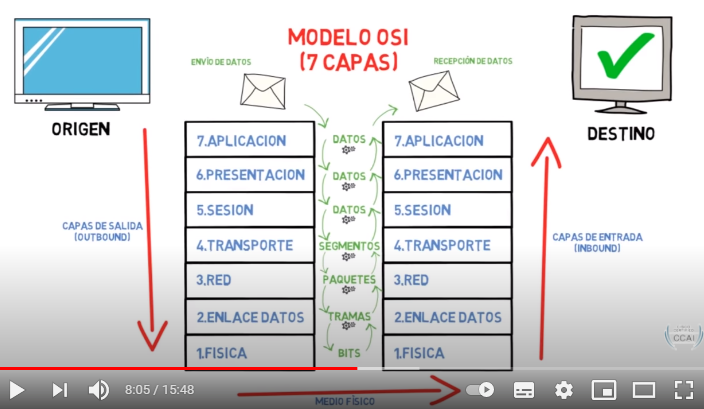 MODELO OSI
(7 CAPAS)
ENVÍO DE DATOS
RECEPCIÓN DE DATOS
ORIGEN
DESTINO
7.APLICACION
DATOS
7.APLICACION
6.PRESENTACION
DATOS
6.PRESENTACION
5.SESION
DATOS
5.SESION
CAPAS DE SALIDA
(OUTBOUND)
4.TRANSPORTE
SEGMENTOS
4.TRANSPORTE
CAPAS DE ENTRADA
(INBOUND)
3.RED
PAQUETES
3.RED
2.ENLACE DATOS
TRAMAS
2.ENLACE DATOS
1.FISICA
BITS
1.FISICA
CCAI
8:05 / 15:48
MEDIO FÍSICO